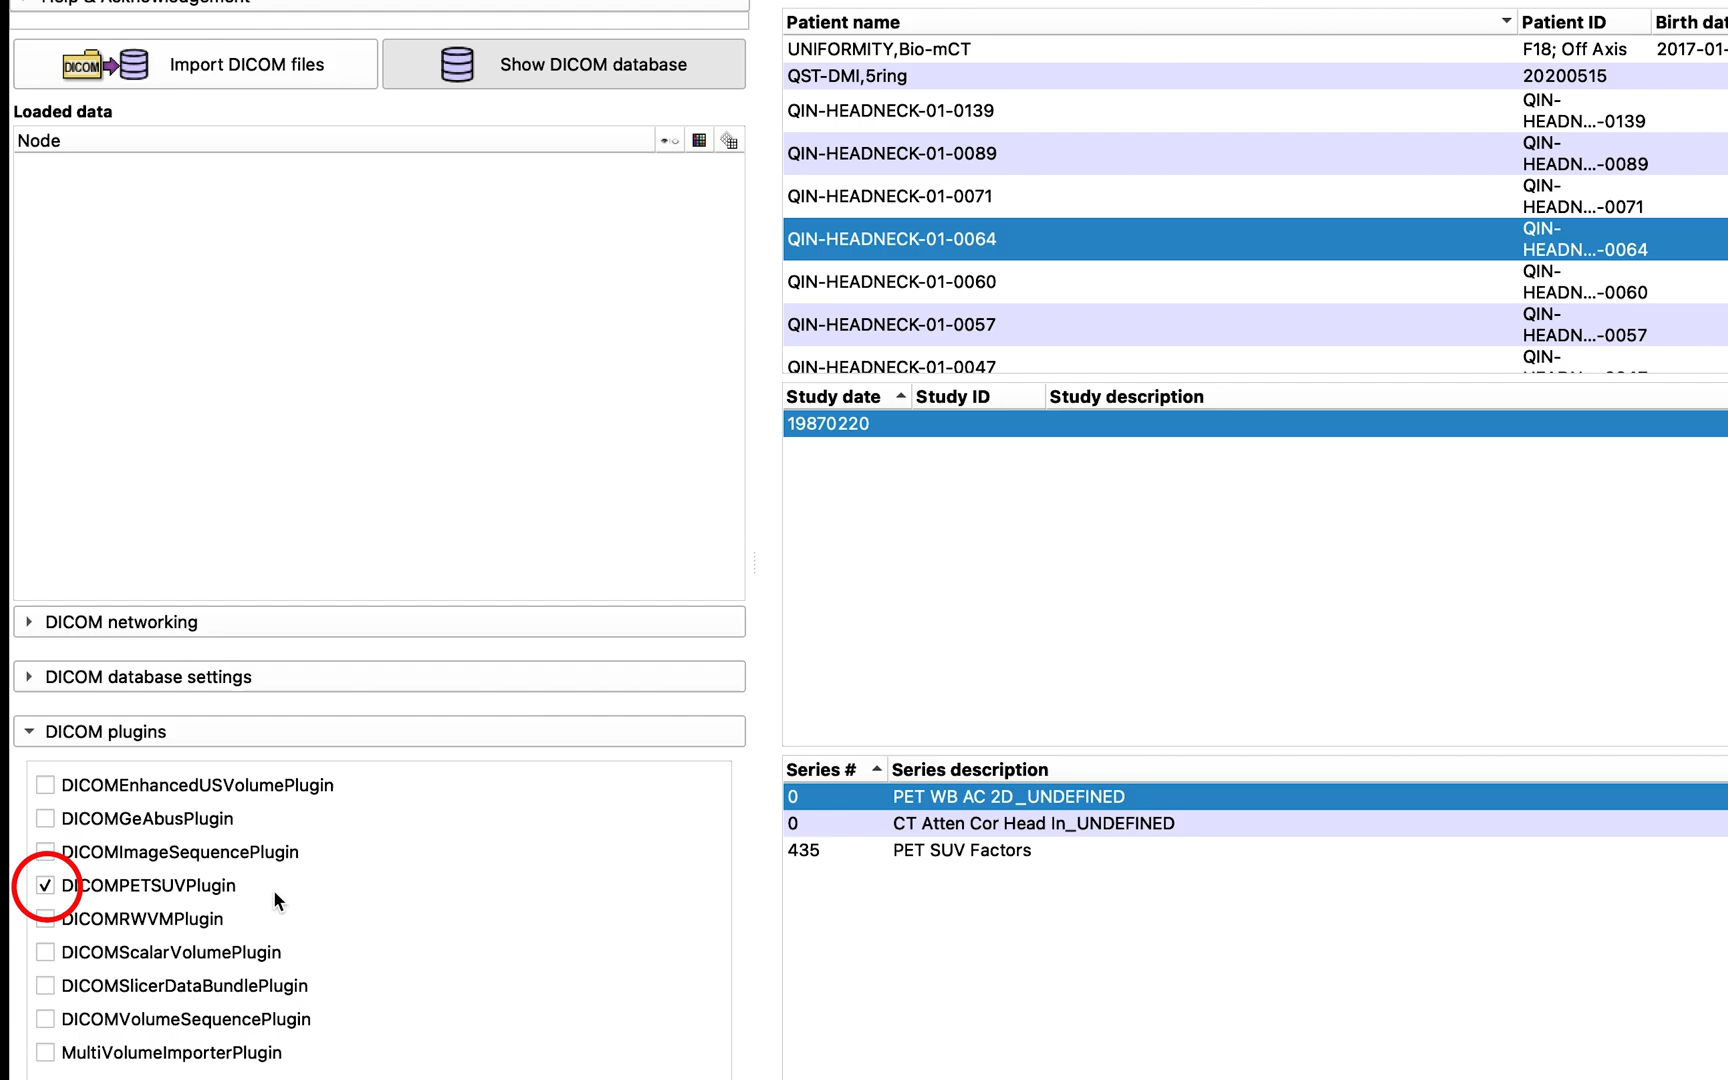 Help & Acknowledgement
DICOM
Import DICOM files
Show DICOM database
Loaded data
Node
DICOM networking
DICOM database settings
DICOM plugins
DICOMEnhancedUSVolumePlugin
DICOMGeAbusPlugin
DICOMImageSequencePlugin
DICOMPETSUVPlugin
DICOMRWVMPlugin
DICOMScalarVolumePlugin
DICOMSlicerDataBundlePlugin
DICOMVolumeSequencePlugin
MultiVolumeImporterPlugin
Patient name Patient ID Birth dat
UNIFORMITY,Bio-mCT F18; Off Axis 2017-01-
QST-DMI,5ring 20200515
QIN-HEADNECK-01-0139 QIN-
HEADN...-0139
QIN-HEADNECK-01-0089 QIN-
HEADN...-0089
QIN-HEADNECK-01-0071 QIN-
HEADN...-0071
QIN-HEADNECK-01-0064 QIN-
HEADN...-0064
QIN-HEADNECK-01-0060 QIN-
HEADN...-0060
QIN-HEADNECK-01-0057 QIN-
HEADN...-0057
QIN-HEADNECK-01-0047 QIN-
Study date Study ID Study description
19870220
Series # Series description
0 PET WB AC 2D_UNDEFINED
0 CT Atten Cor Head In_UNDEFINED
435 PET SUV Factors